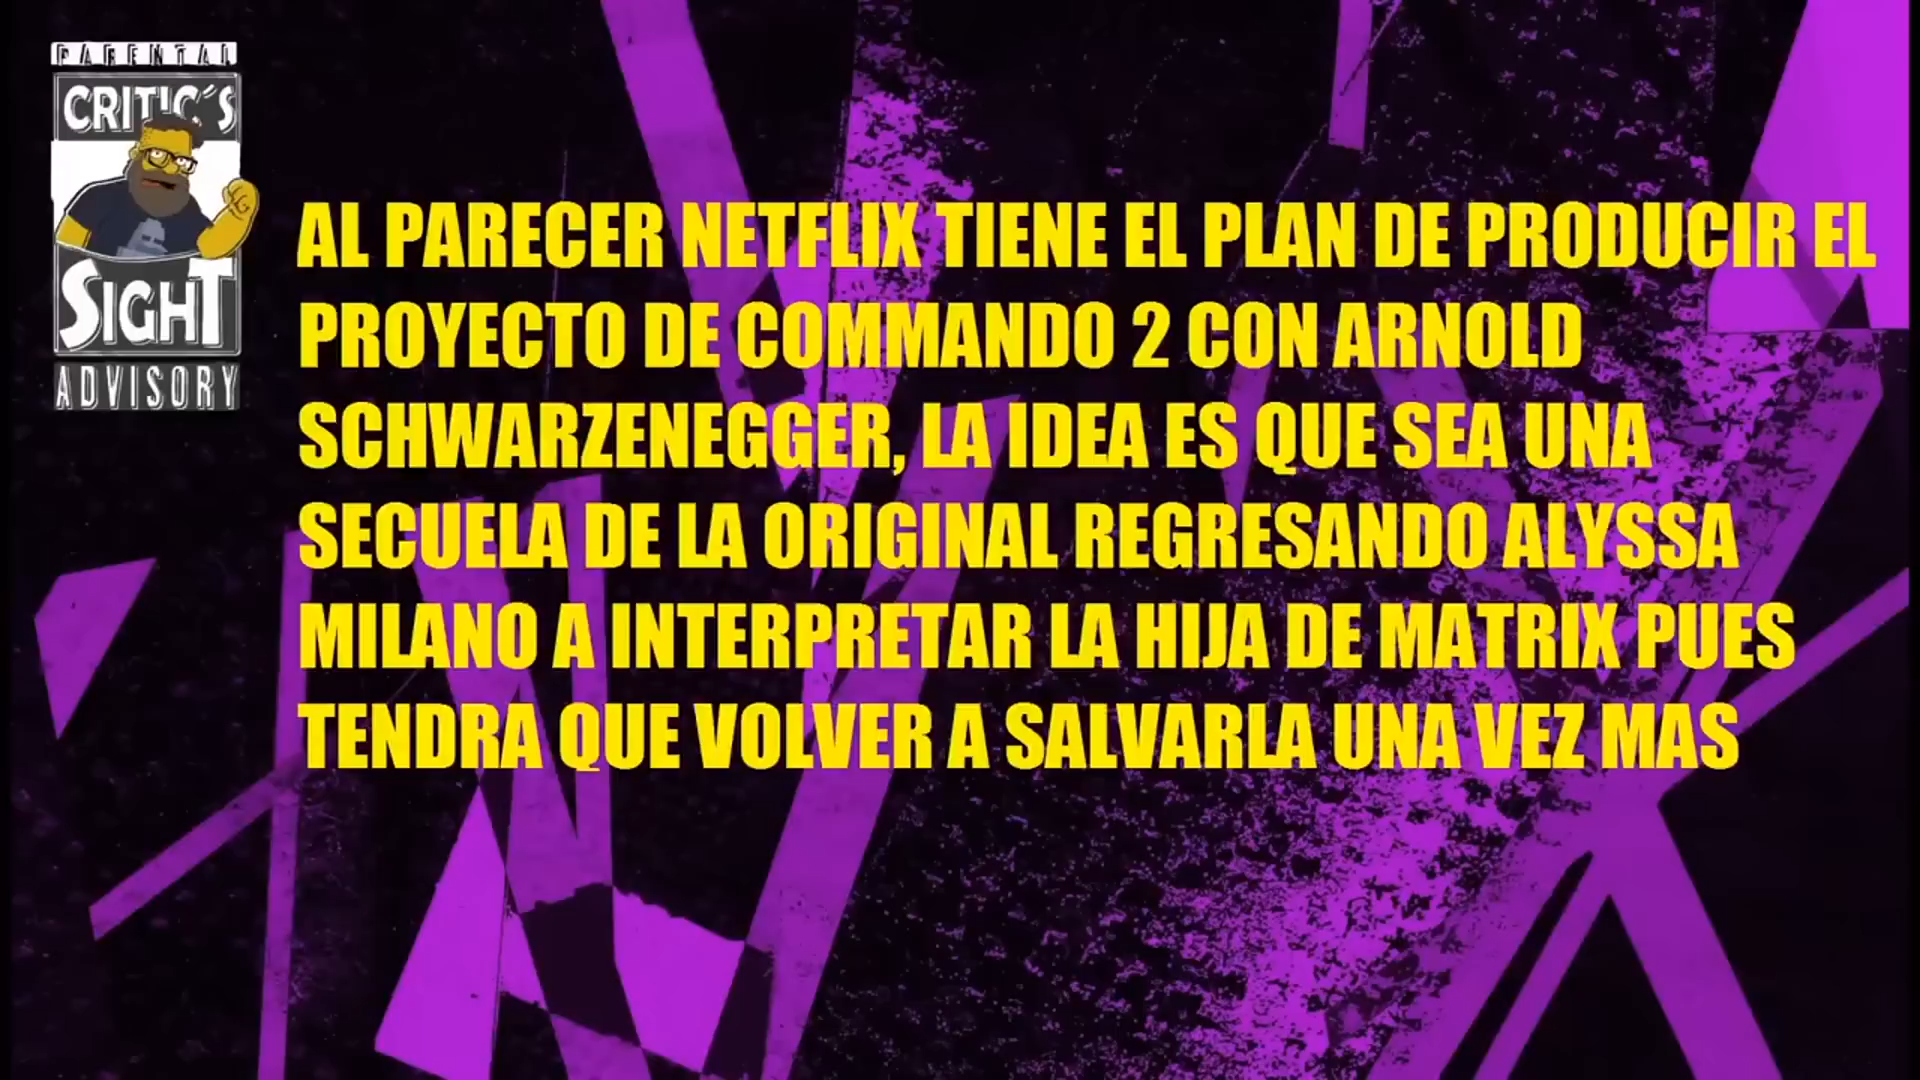 PARENTAL
CRITIC´S
SIGHT
ADVISORY
AL PARECER NETFLIX TIENE EL PLAN DE PRODUCIR EL
PROYECTO DE COMMANDO 2 CON ARNOLD
SCHWARZENEGGER, LA IDEA ES QUE SEA UNA
SECUELA DE LA ORIGINAL REGRESANDO ALYSSA
MILANO A INTERPRETAR LA HIJA DE MATRIX PUES
TENDRA QUE VOLVER A SALVARLA UNA VEZ MAS